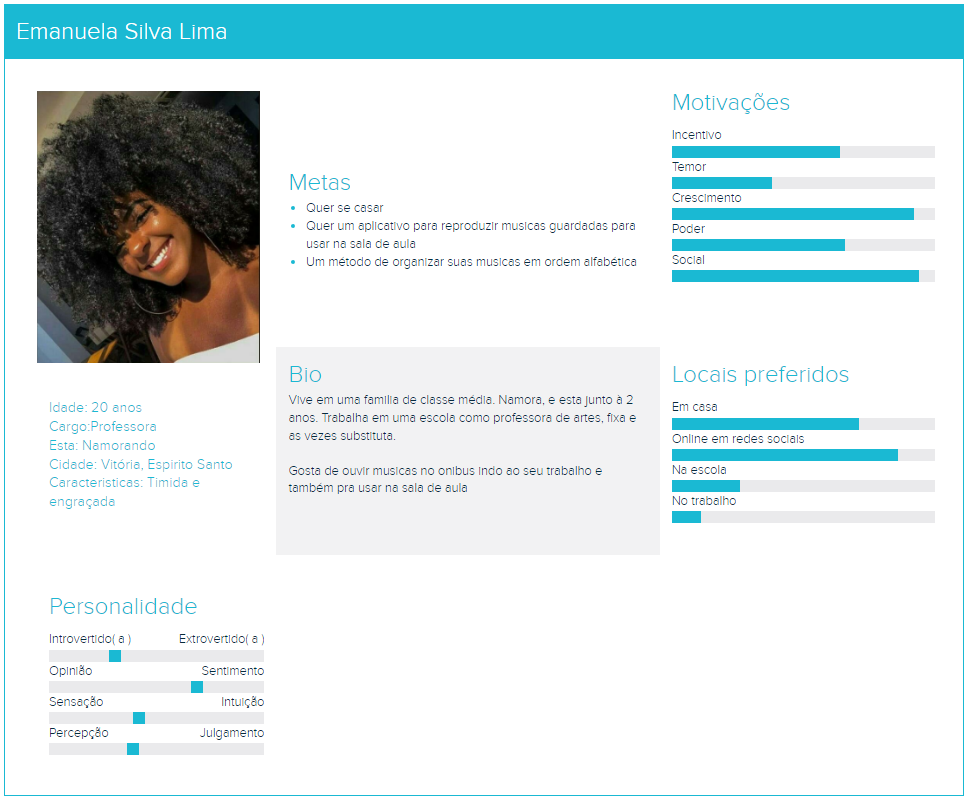 Emanuela Silva Lima
Idade: 20 anos
Cargo:Professora
Esta: Namorando
Cidade: Vitória, Espirito Santo
Caracteristicas: Timida e
engraçada
Metas
Quer se casar
Quer um aplicativo para reproduzir musicas guardadas para
usar na sala de aula
Um método de organizar suas musicas em ordem alfabética
Motivações
Incentivo
Temor
Crescimento
Poder
Social
Bio
Vive em uma familia de classe média. Namora, e esta junto à 2
anos. Trabalha em uma escola como professora de artes, fixa e
as vezes substituta.
Gosta de ouvir musicas no onibus indo ao seu trabalho e
também pra usar na sala de aula
Locais preferidos
Em casa
Online em redes sociais
Na escola
No trabalho
Personalidade
Introvertido( a ) Extrovertido( a )
Opinião Sentimento
Sensação Intuição
Percepção Julgamento